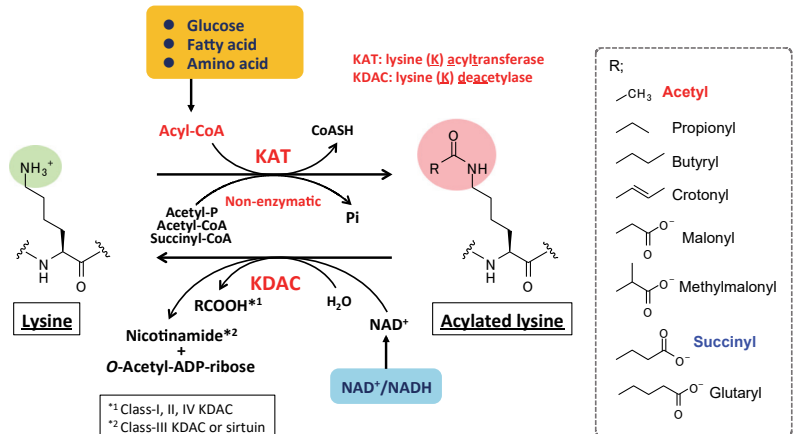 ● Glucose
● Fatty acid
● Amino acid
KAT: lysine (K) acyltransferase
KDAC: lysine (K) deacetylase
Acyl-CoA
CoASH
KAT
NH₃⁺
O
R
NH
Non-enzymatic
Acetyl-P
Acetyl-CoA
Succinyl-CoA
Pi
N
H
O
N
H
O
KDAC
RCOOH*¹
H₂O
NAD⁺
Lysine
Acylated lysine
Nicotinamide*²
+
O-Acetyl-ADP-ribose
NAD⁺/NADH
*¹ Class-I, II, IV KDAC
*² Class-III KDAC or sirtuin
R;
CH₃ Acetyl
Propionyl
Butyryl
Crotonyl
O⁻ Malonyl
O
O⁻ Methylmalonyl
O
O
O⁻ Succinyl
O⁻ Glutaryl
O